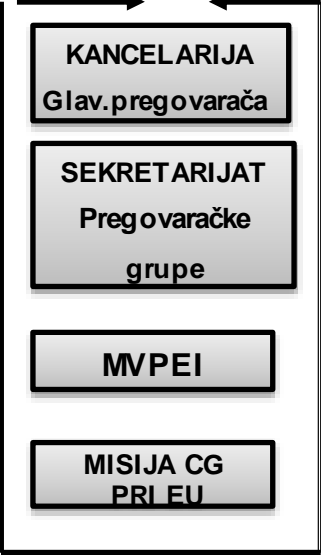 KANCELARIJA
Glav.pregovarača
SEKRETARIJAT
Pregovaračke
grupe
MVPEI
MISIJA CG
PRI EU